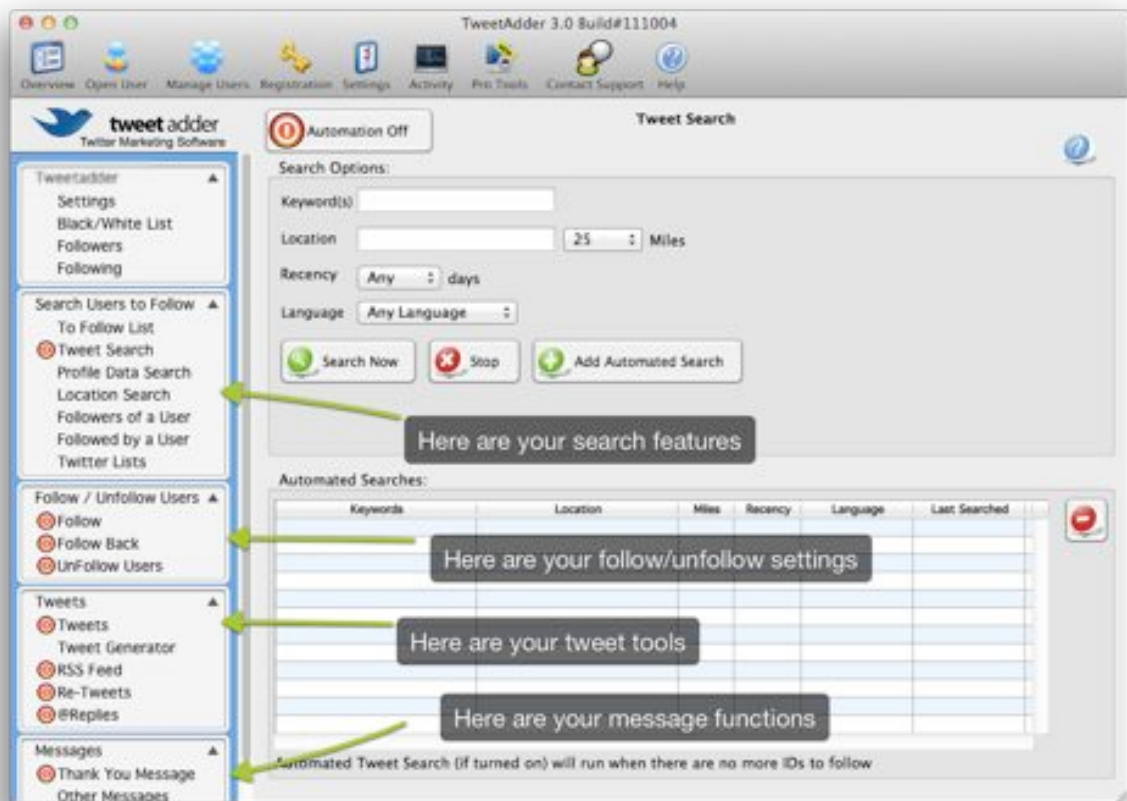 TweetAdder 3.0 Build#111004
Overview Open User Manage Users Registration Settings Activity Pro Tools Contact Support Help
tweet adder
Twitter Marketing Software
Automation Off
Tweet Search
Tweetadder
Settings
Black/White List
Followers
Following
Search Users to Follow
To Follow List
Tweet Search
Profile Data Search
Location Search
Followers of a User
Followed by a User
Twitter Lists
Follow / Unfollow Users
Follow
Follow Back
UnFollow Users
Tweets
Tweets
Tweet Generator
RSS Feed
Re-Tweets
@Replies
Messages
Thank You Message
Other Messages
Search Options:
Keyword(s)
Location 25 Miles
Recency Any days
Language Any Language
Search Now Stop Add Automated Search
Here are your search features
Automated Searches:
Keywords Location Miles Recency Language Last Searched
Here are your follow/unfollow settings
Here are your tweet tools
Here are your message functions
Automated Tweet Search (if turned on) will run when there are no more IDs to follow